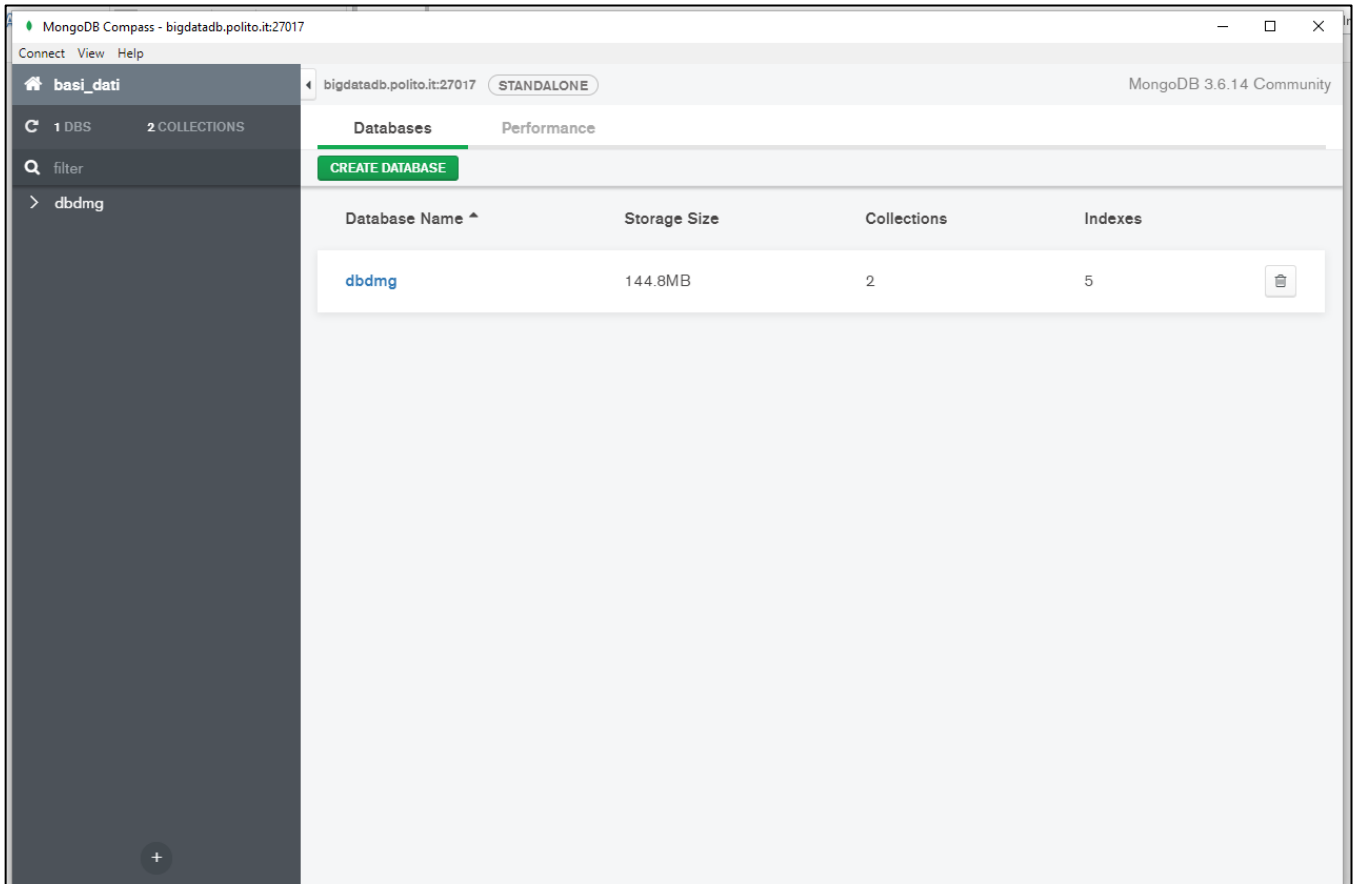 MongoDB Compass - bigdatadb.polito.it:27017
Connect View Help
basi_dati
bigdatadb.polito.it:27017 STANDALONE
MongoDB 3.6.14 Community
1 DBS 2 COLLECTIONS
Databases Performance
filter
CREATE DATABASE
dbdmg
Database Name Storage Size Collections Indexes
dbdmg 144.8MB 2 5